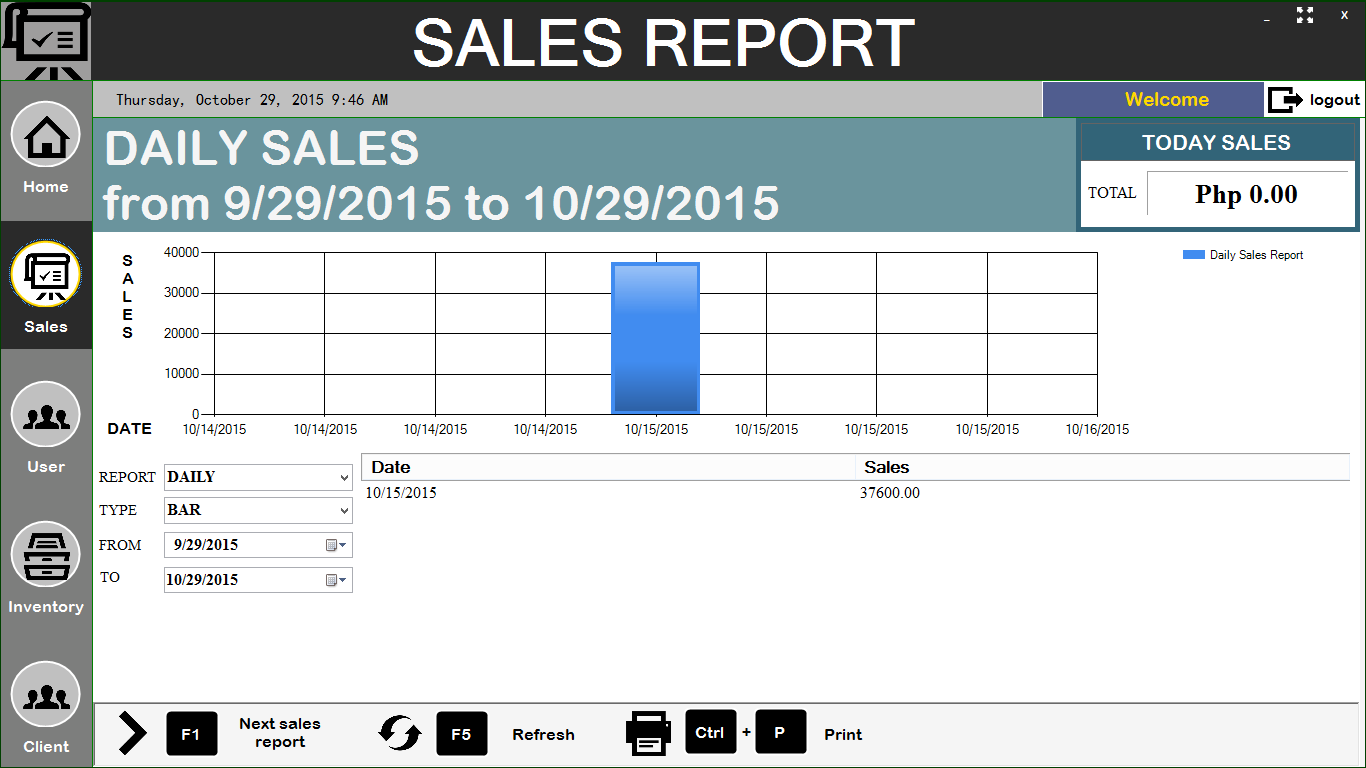 SALES REPORT
_
X
Thursday, October 29, 2015 9:46 AM
Welcome
logout
Home
Sales
User
Inventory
Client
DAILY SALES
from 9/29/2015 to 10/29/2015
TODAY SALES
TOTAL
Php 0.00
SALES
40000
30000
20000
10000
0
DATE
10/14/2015 10/14/2015 10/14/2015 10/14/2015 10/15/2015 10/15/2015 10/15/2015 10/15/2015 10/16/2015
Daily Sales Report
REPORT DAILY
TYPE BAR
FROM 9/29/2015
TO 10/29/2015
Date Sales
10/15/2015 37600.00
F1
Next sales
report
F5
Refresh
Ctrl + P
Print